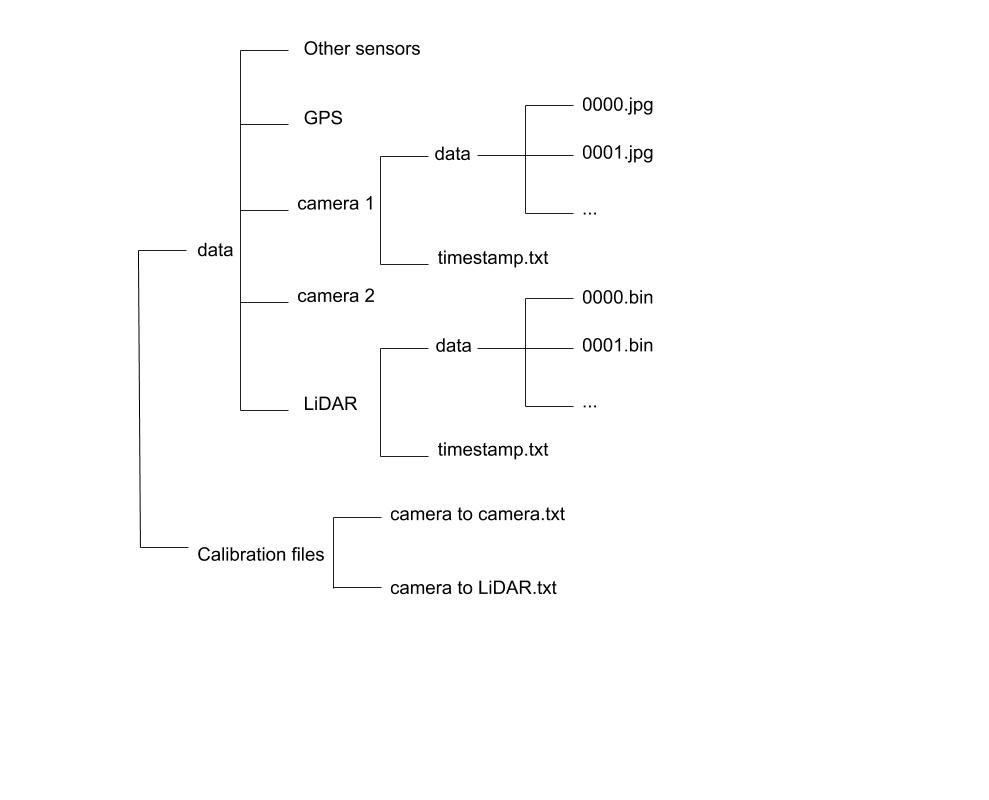 Other sensors
GPS
camera 1
data
0000.jpg
0001.jpg
...
timestamp.txt
data
camera 2
LiDAR
data
0000.bin
0001.bin
...
timestamp.txt
Calibration files
camera to camera.txt
camera to LiDAR.txt